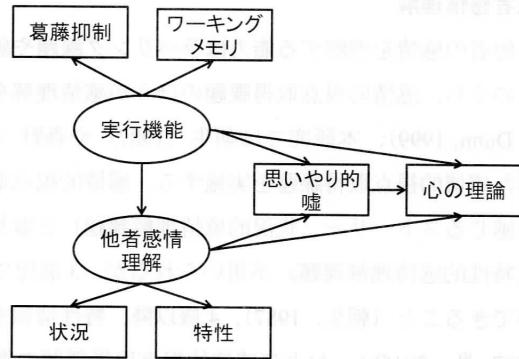 葛藤抑制
ワーキング
メモリ
実行機能
思いやり的
嘘
心の理論
他者感情
理解
状況
特性